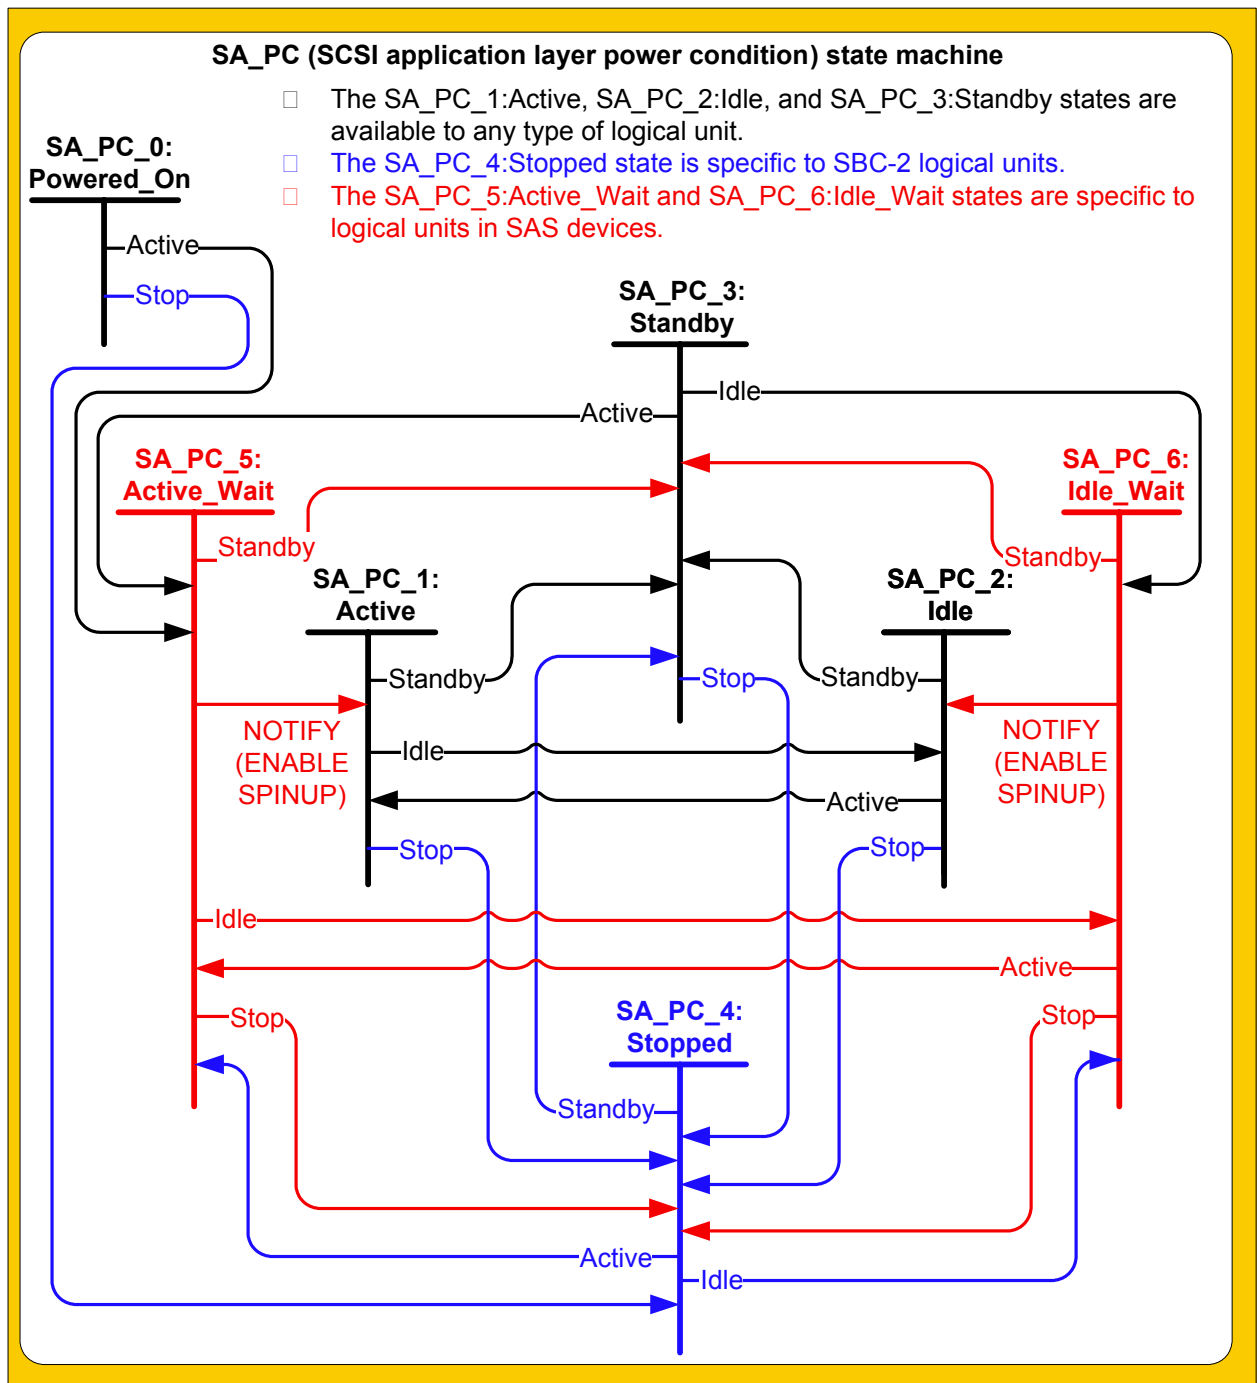 SA_PC (SCSI application layer power condition) state machine
The SA_PC_1:Active, SA_PC_2:Idle, and SA_PC_3:Standby states are
available to any type of logical unit.
The SA_PC_4:Stopped state is specific to SBC-2 logical units.
The SA_PC_5:Active_Wait and SA_PC_6:Idle_Wait states are specific to
logical units in SAS devices.
SA_PC_0:
Powered_On
Active
Stop
SA_PC_3:
Standby
Idle
Active
SA_PC_5:
Active_Wait
SA_PC_6:
Idle_Wait
Standby
Standby
SA_PC_1:
Active
SA_PC_2:
Idle
Standby
Stop
Standby
NOTIFY
(ENABLE
SPINUP)
NOTIFY
(ENABLE
SPINUP)
Idle
Active
Stop
Stop
Idle
Active
Stop
SA_PC_4:
Stopped
Stop
Standby
Active
Idle